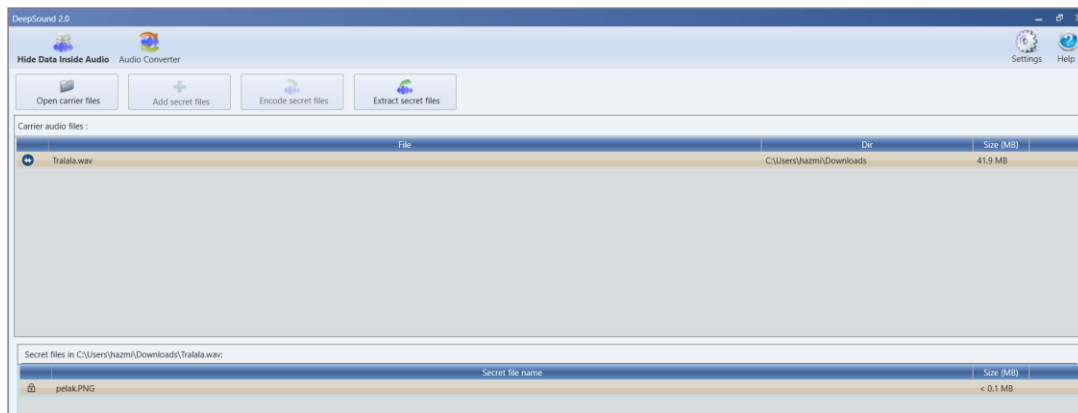 DeepSound 2.0
Hide Data Inside Audio Audio Converter Settings Help
Open carrier files Add secret files Encode secret files Extract secret files
Carrier audio files :
File Dir Size (MB)
Tralala.wav C:\Users\hazmi\Downloads 41.9 MB
Secret files in C:\Users\hazmi\Downloads\Tralala.wav:
Secret file name Size (MB)
pelak.PNG < 0.1 MB